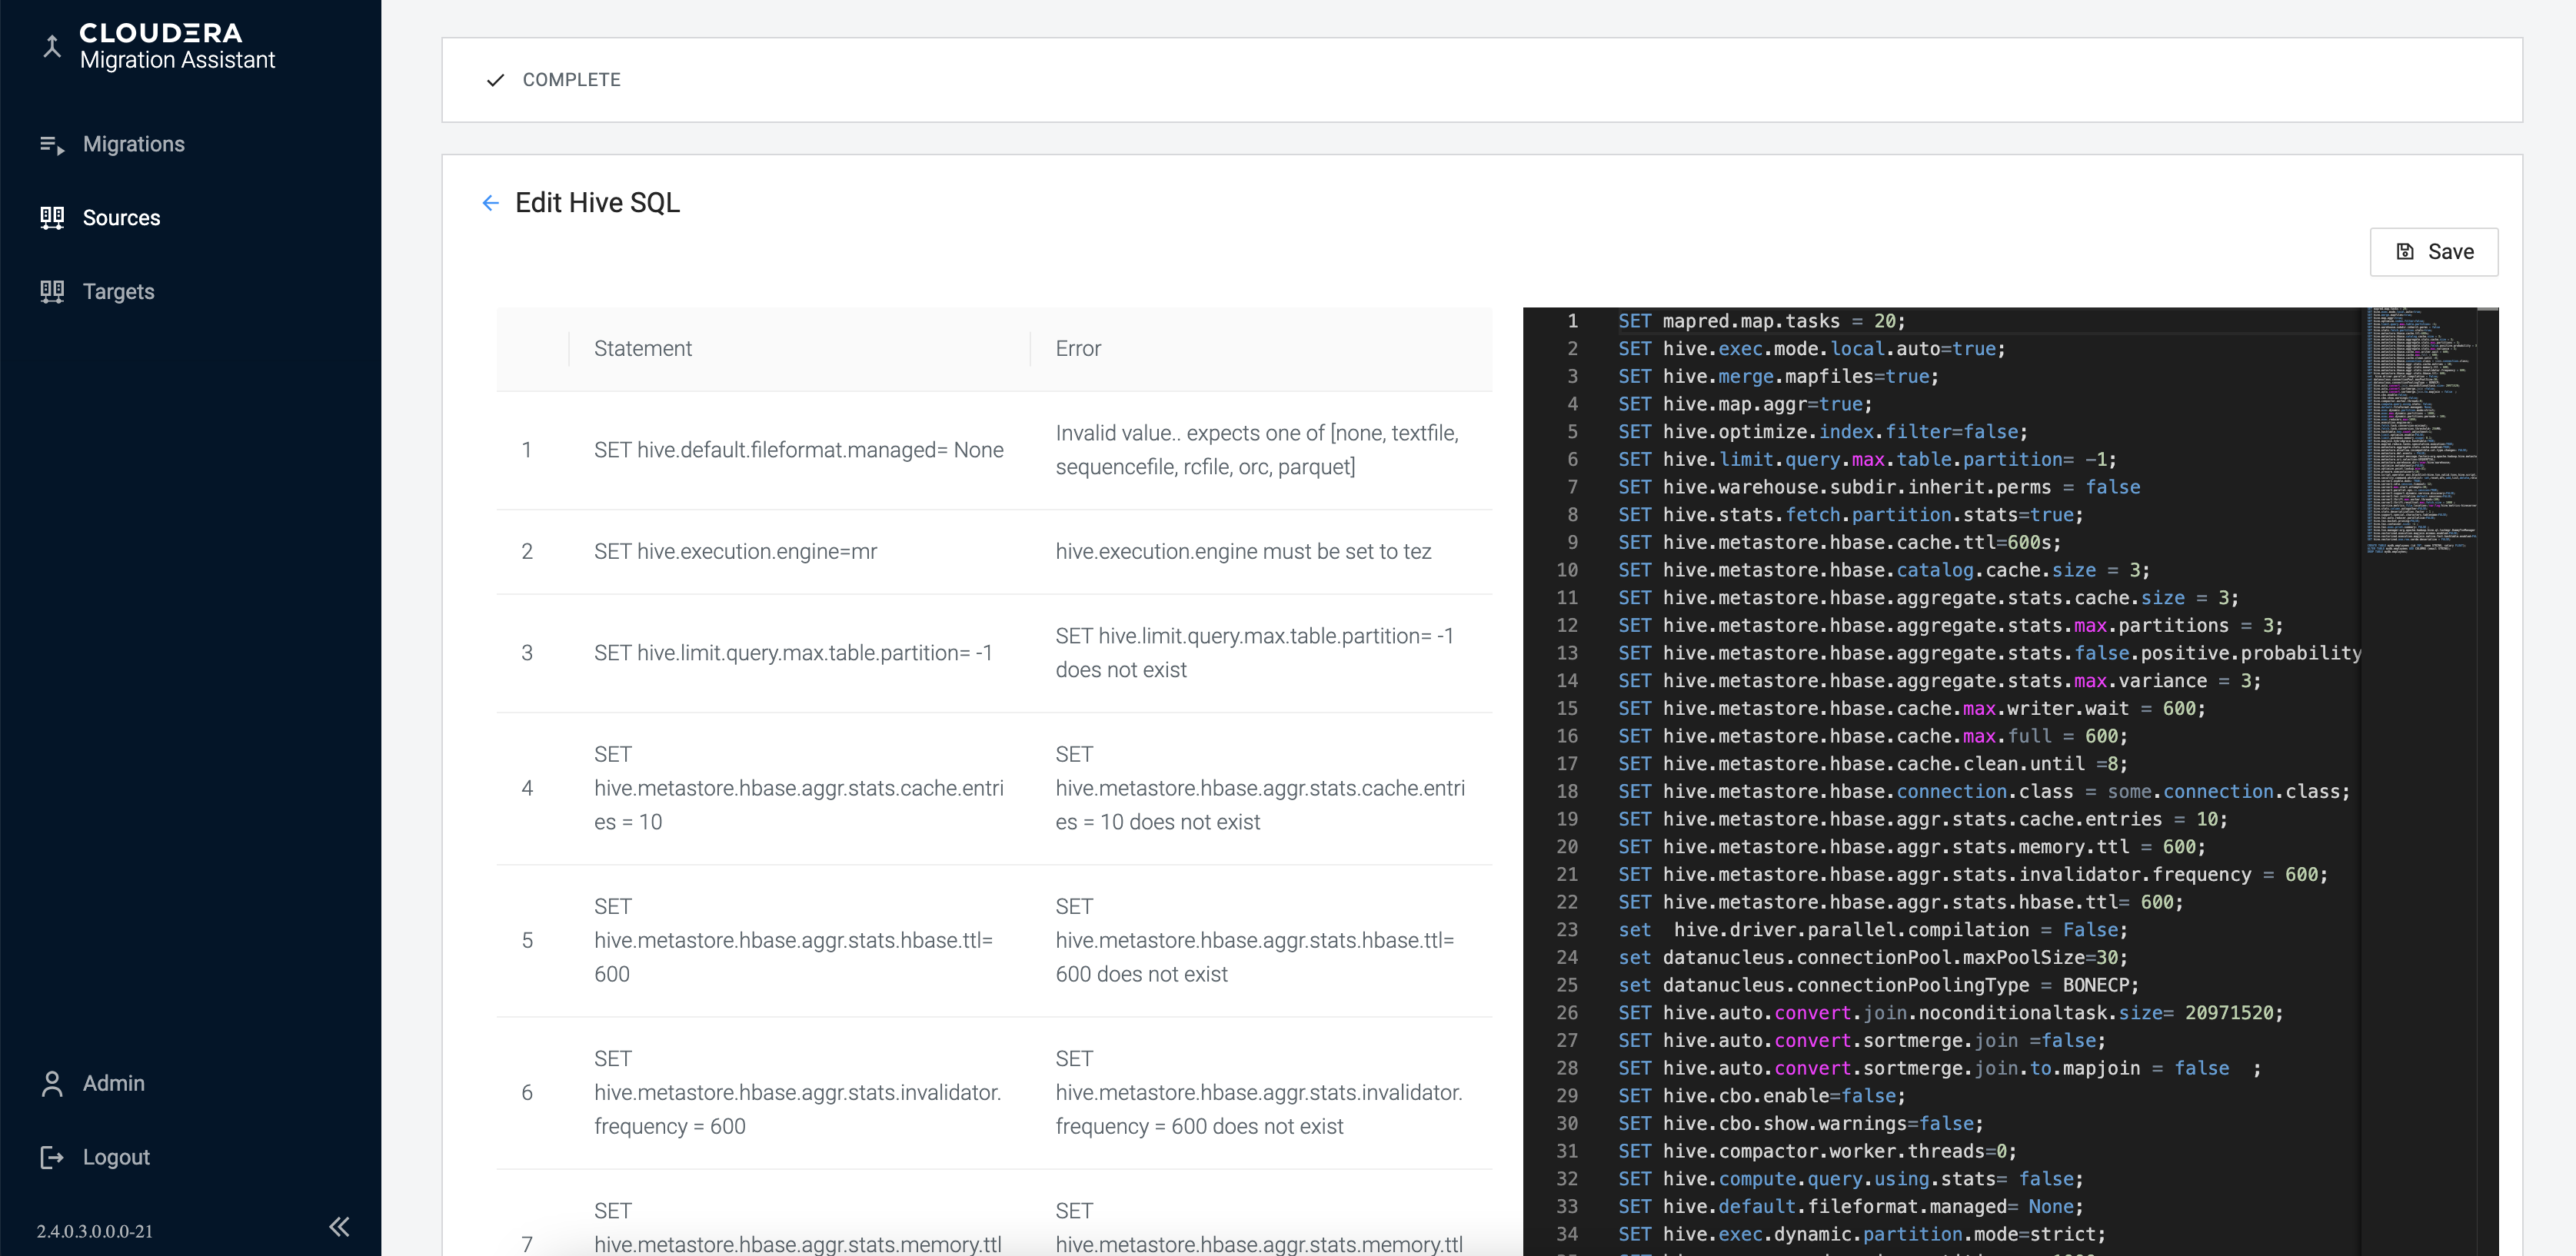 CLOUDERA
Migration Assistant
Migrations
Sources
Targets
Admin
Logout
2.4.0.3.0.0.0-21
COMPLETE
Edit Hive SQL
Save
Statement
Error
1
SET hive.default.fileformat.managed= None
Invalid value.. expects one of [none, textfile,
sequencefile, rcfile, orc, parquet]
2
SET hive.execution.engine=mr
hive.execution.engine must be set to tez
3
SET hive.limit.query.max.table.partition= -1
SET hive.limit.query.max.table.partition= -1
does not exist
4
SET
hive.metastore.hbase.aggr.stats.cache.entri
es = 10
SET
hive.metastore.hbase.aggr.stats.cache.entri
es = 10 does not exist
5
SET
hive.metastore.hbase.aggr.stats.hbase.ttl=
600
SET
hive.metastore.hbase.aggr.stats.hbase.ttl=
600 does not exist
6
SET
hive.metastore.hbase.aggr.stats.invalidator.
frequency = 600
SET
hive.metastore.hbase.aggr.stats.invalidator.
frequency = 600 does not exist
7
SET
hive.metastore.hbase.aggr.stats.memory.ttl
SET
hive.metastore.hbase.aggr.stats.memory.ttl
1 SET mapred.map.tasks = 20;
2 SET hive.exec.mode.local.auto=true;
3 SET hive.merge.mapfiles=true;
4 SET hive.map.aggr=true;
5 SET hive.optimize.index.filter=false;
6 SET hive.limit.query.max.table.partition= -1;
7 SET hive.warehouse.subdir.inherit.perms = false
8 SET hive.stats.fetch.partition.stats=true;
9 SET hive.metastore.hbase.cache.ttl=600s;
10 SET hive.metastore.hbase.catalog.cache.size = 3;
11 SET hive.metastore.hbase.aggregate.stats.cache.size = 3;
12 SET hive.metastore.hbase.aggregate.stats.max.partitions = 3;
13 SET hive.metastore.hbase.aggregate.stats.false.positive.probability
14 SET hive.metastore.hbase.aggregate.stats.max.variance = 3;
15 SET hive.metastore.hbase.cache.max.writer.wait = 600;
16 SET hive.metastore.hbase.cache.max.full = 600;
17 SET hive.metastore.hbase.cache.clean.until =8;
18 SET hive.metastore.hbase.connection.class = some.connection.class;
19 SET hive.metastore.hbase.aggr.stats.cache.entries = 10;
20 SET hive.metastore.hbase.aggr.stats.memory.ttl = 600;
21 SET hive.metastore.hbase.aggr.stats.invalidator.frequency = 600;
22 SET hive.metastore.hbase.aggr.stats.hbase.ttl= 600;
23 set  hive.driver.parallel.compilation = False;
24 set datanucleus.connectionPool.maxPoolSize=30;
25 set datanucleus.connectionPoolingType = BONECP;
26 SET hive.auto.convert.join.noconditionaltask.size= 20971520;
27 SET hive.auto.convert.sortmerge.join =false;
28 SET hive.auto.convert.sortmerge.join.to.mapjoin = false  ;
29 SET hive.cbo.enable=false;
30 SET hive.cbo.show.warnings=false;
31 SET hive.compactor.worker.threads=0;
32 SET hive.compute.query.using.stats= false;
33 SET hive.default.fileformat.managed= None;
34 SET hive.exec.dynamic.partition.mode=strict;